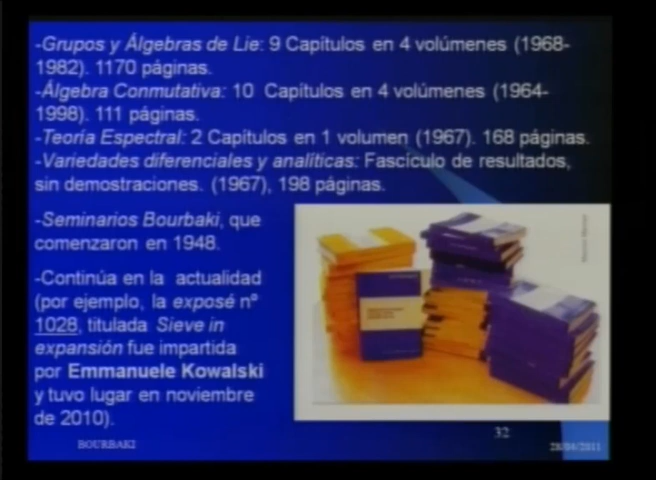 -Grupos y Álgebras de Lie: 9 Capítulos en 4 volúmenes (1968-
1982). 1170 páginas.
-Álgebra Conmutativa: 10 Capítulos en 4 volúmenes (1964-
1998). 111 páginas.
-Teoría Espectral: 2 Capítulos en 1 volumen (1967). 168 páginas.
-Variedades diferenciales y analíticas: Fascículo de resultados,
sin demostraciones. (1967), 198 páginas.
-Seminarios Bourbaki, que
comenzaron en 1948.
-Continúa en la actualidad
(por ejemplo, la exposé nº
1028, titulada Sieve in
expansión fue impartida
por Emmanuele Kowalski
y tuvo lugar en noviembre
de 2010).
BOURBAKI
32
28/04/2011